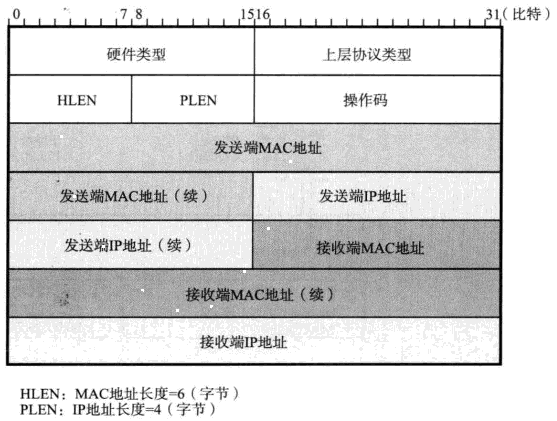 0 7 8 1516 31(比特)
硬件类型 上层协议类型
HLEN PLEN 操作码
发送端MAC地址
发送端MAC地址(续) 发送端IP地址
发送端IP地址(续) 接收端MAC地址
接收端MAC地址(续)
接收端IP地址
HLEN：MAC地址长度=6(字节)
PLEN：IP地址长度=4(字节)